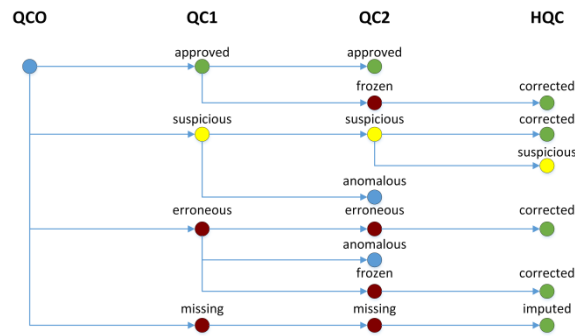 QCO QC1 QC2 HQC
approved approved
frozen corrected
suspicious suspicious corrected
suspicious
anomalous
erroneous erroneous corrected
anomalous
frozen corrected
missing missing imputed